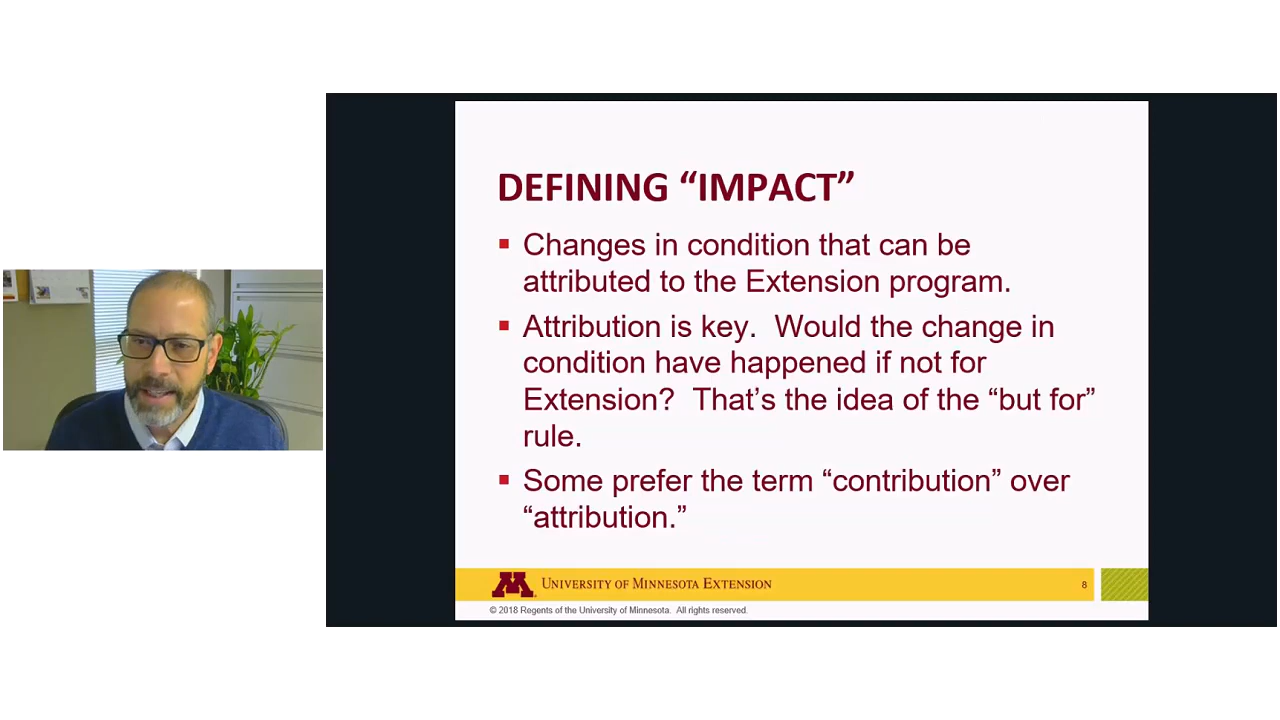 DEFINING “IMPACT”
▪ Changes in condition that can be
attributed to the Extension program.
▪ Attribution is key.  Would the change in
condition have happened if not for
Extension?  That’s the idea of the “but for”
rule.
▪ Some prefer the term “contribution” over
“attribution.”
M UNIVERSITY OF MINNESOTA EXTENSION
8
© 2018 Regents of the University of Minnesota.  All rights reserved.